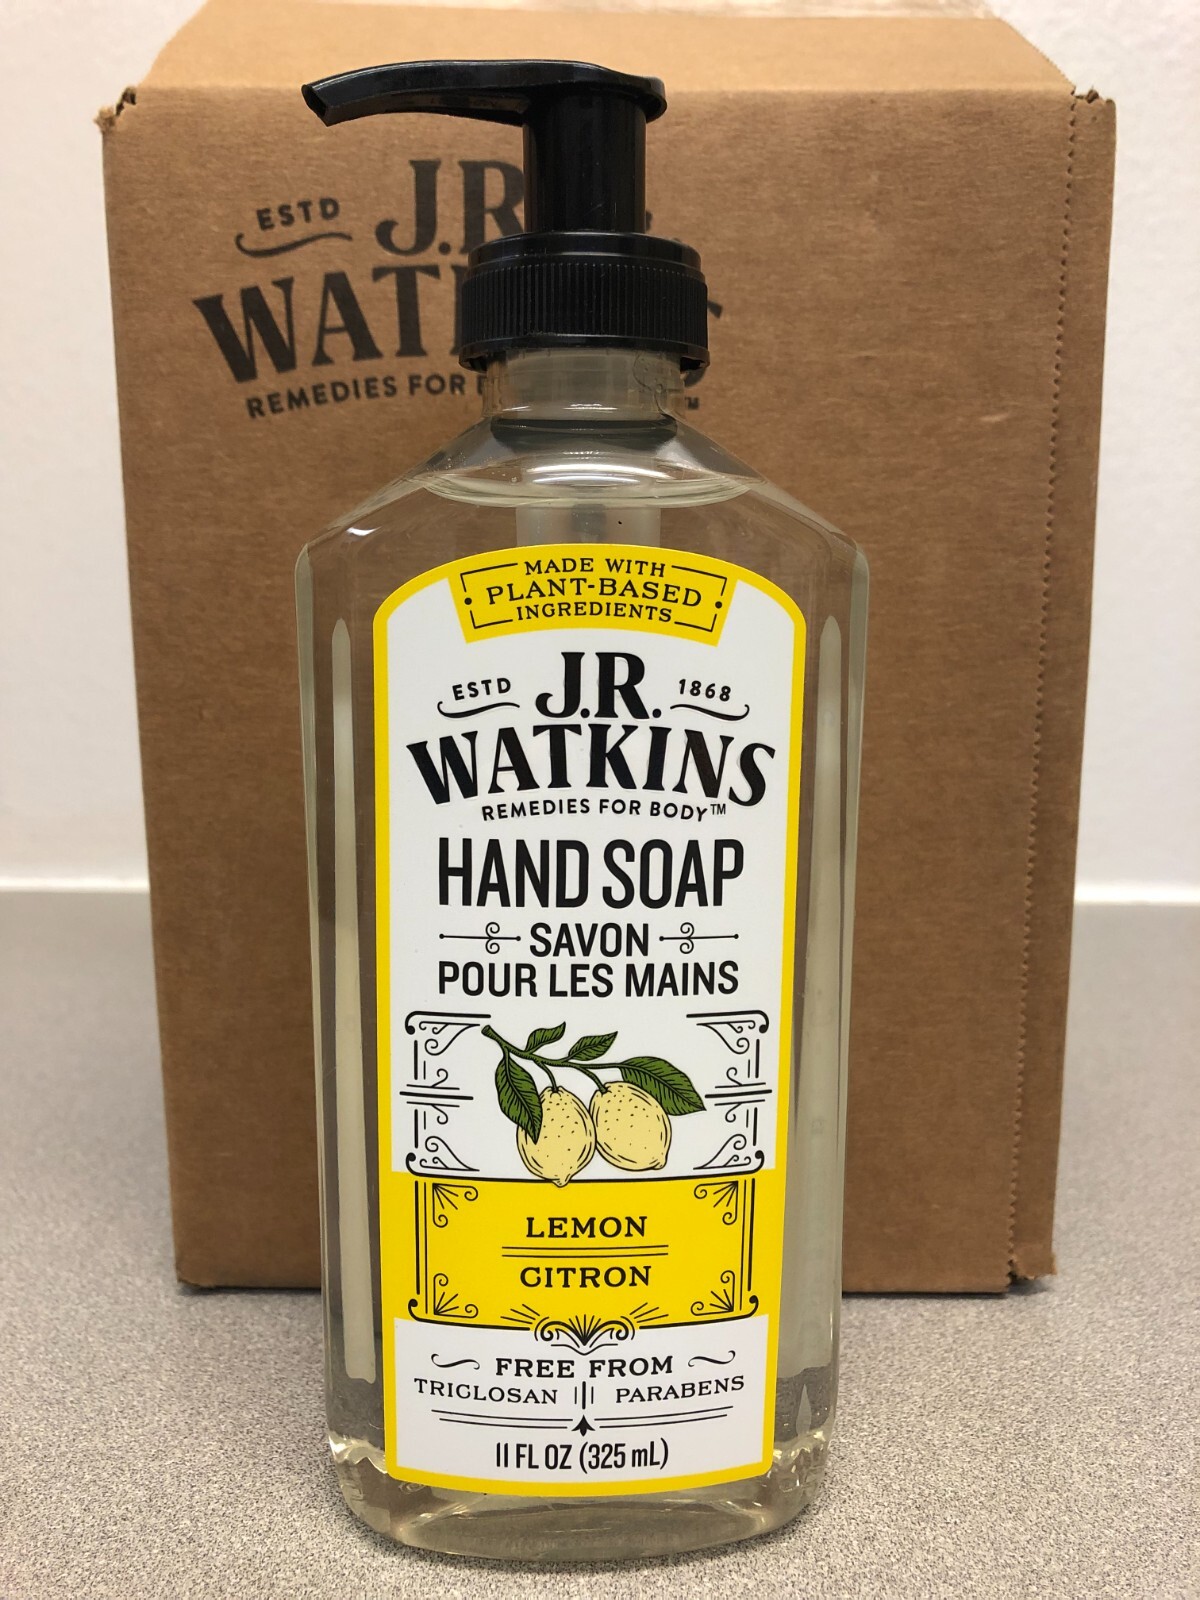 ESTD J.R.
WAT
REMEDIES FOR
MADE WITH
PLANT-BASED
INGREDIENTS
ESTD J.R. 1868
WATKINS
REMEDIES FOR BODY™
HAND SOAP
SAVON
POUR LES MAINS
LEMON
CITRON
FREE FROM
TRICLOSAN PARABENS
11 FL OZ (325 mL)